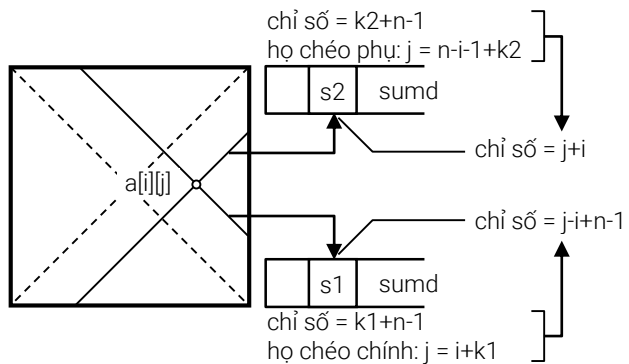 chỉ số = k2+n-1
họ chéo phụ: j = n-i-1+k2
s2 sumd
chỉ số = j+i
a[i][j]
chỉ số = j-i+n-1
s1 sumd
chỉ số = k1+n-1
họ chéo chính: j = i+k1